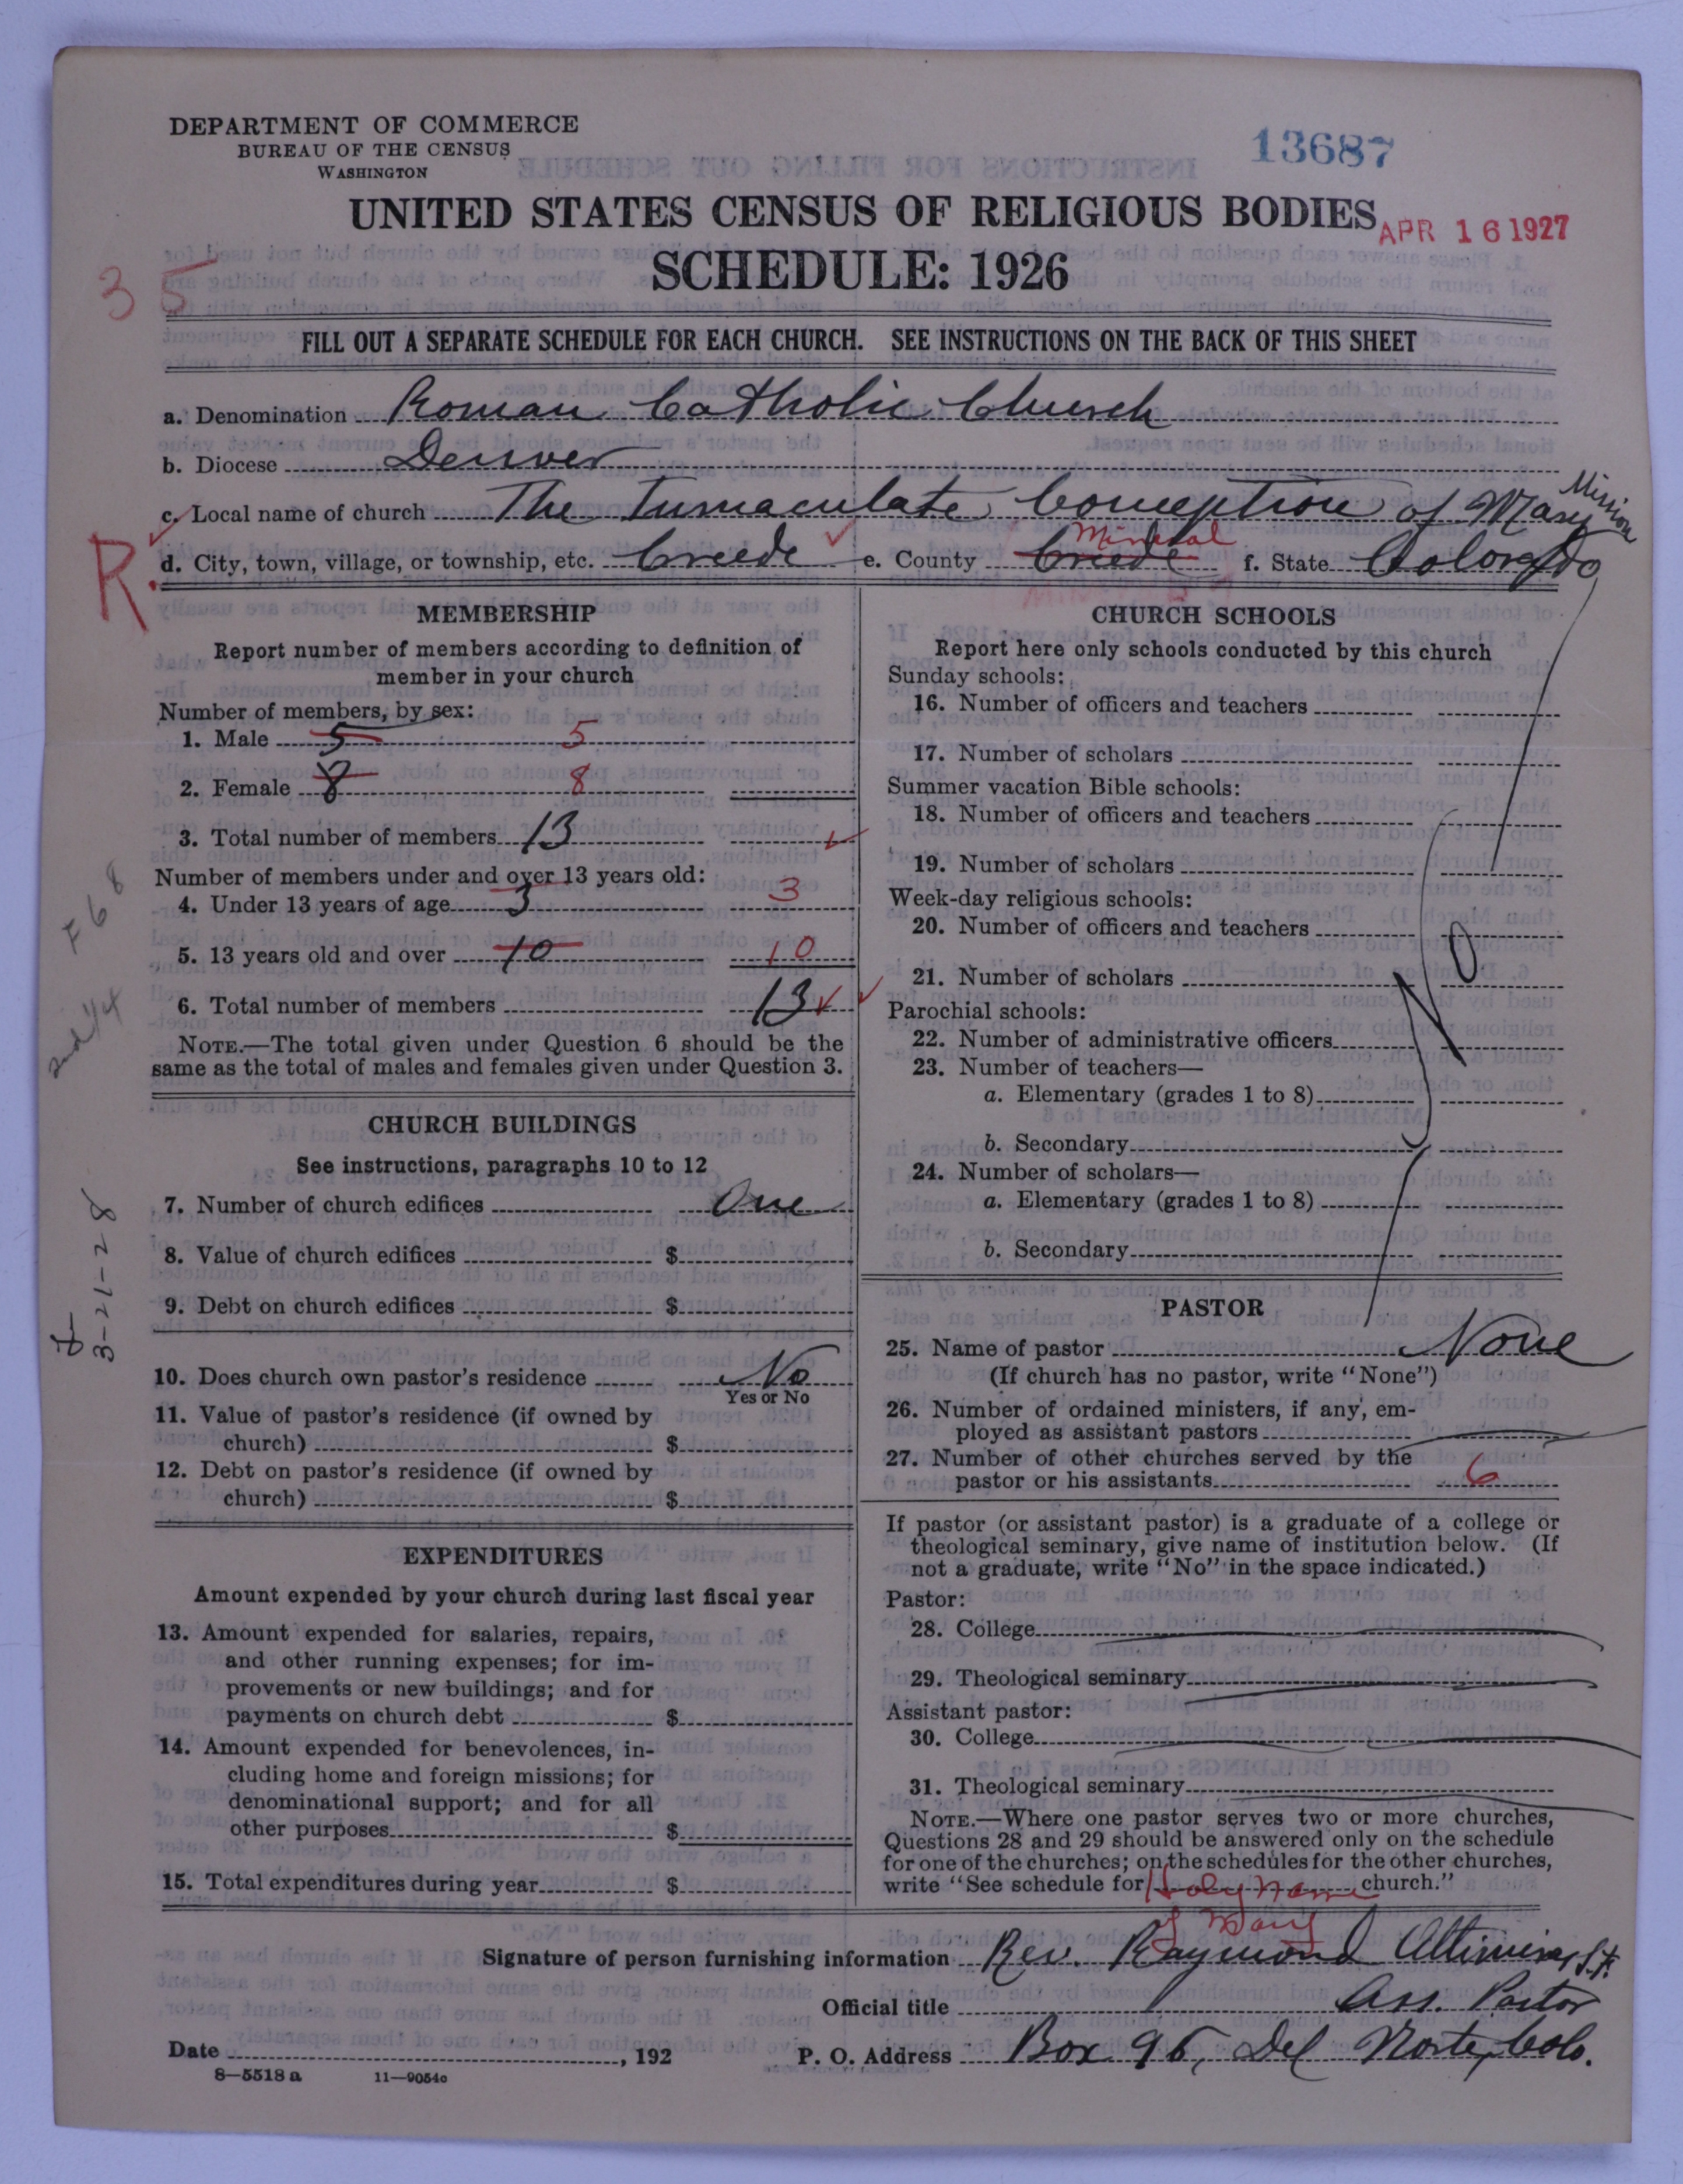 DEPARTMENT OF COMMERCE
BUREAU OF THE CENSUS
WASHINGTON
13687
UNITED STATES CENSUS OF RELIGIOUS BODIES
APR 16 1927
SCHEDULE: 1926
35
FILL OUT A SEPARATE SCHEDULE FOR EACH CHURCH. SEE INSTRUCTIONS ON THE BACK OF THIS SHEET
a. Denomination Roman Catholic Church
b. Diocese Denver
c. Local name of church The Immaculate Conception of Mary Mission
R.
d. City, town, village, or township, etc. Creede e. County Creede Mineral f. State Colorado
MEMBERSHIP
Report number of members according to definition of
member in your church
Number of members, by sex:
1. Male 5 5
2. Female 8 8
3. Total number of members 13
Number of members under and over 13 years old:
4. Under 13 years of age 3 3
5. 13 years old and over 10 10
6. Total number of members 13
NOTE.—The total given under Question 6 should be the
same as the total of males and females given under Question 3.
F68
3-21-28
CHURCH BUILDINGS
See instructions, paragraphs 10 to 12
7. Number of church edifices One
8. Value of church edifices $
9. Debt on church edifices $
10. Does church own pastor's residence No
Yes or No
11. Value of pastor's residence (if owned by
church) $
12. Debt on pastor's residence (if owned by
church) $
EXPENDITURES
Amount expended by your church during last fiscal year
13. Amount expended for salaries, repairs,
and other running expenses; for im-
provements or new buildings; and for
payments on church debt $
14. Amount expended for benevolences, in-
cluding home and foreign missions; for
denominational support; and for all
other purposes $
15. Total expenditures during year $
CHURCH SCHOOLS
Report here only schools conducted by this church
Sunday schools:
16. Number of officers and teachers
17. Number of scholars
Summer vacation Bible schools:
18. Number of officers and teachers
19. Number of scholars
Week-day religious schools:
20. Number of officers and teachers
21. Number of scholars
Parochial schools:
22. Number of administrative officers
23. Number of teachers—
a. Elementary (grades 1 to 8)
b. Secondary
24. Number of scholars—
a. Elementary (grades 1 to 8)
b. Secondary
No
PASTOR
25. Name of pastor None
(If church has no pastor, write "None")
26. Number of ordained ministers, if any, em-
ployed as assistant pastors
27. Number of other churches served by the
pastor or his assistants 6
If pastor (or assistant pastor) is a graduate of a college or
theological seminary, give name of institution below. (If
not a graduate, write "No" in the space indicated.)
Pastor:
28. College
29. Theological seminary
Assistant pastor:
30. College
31. Theological seminary
NOTE.—Where one pastor serves two or more churches,
Questions 28 and 29 should be answered only on the schedule
for one of the churches; on the schedules for the other churches,
write "See schedule for Holy Name church."
of Mary
Signature of person furnishing information Rev. Raymond
Official title Ass. Pastor
Date , 192
P. O. Address Box 96, Del Norte, Colo.
8—5518 a 11—9054c